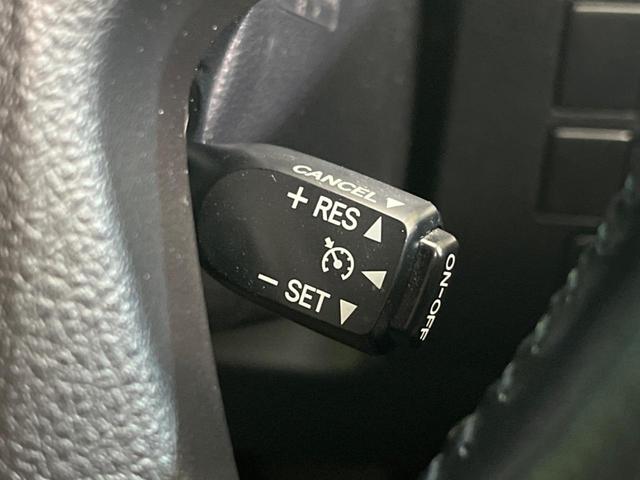 CANCEL
+ RES
- SET
ON-OFF